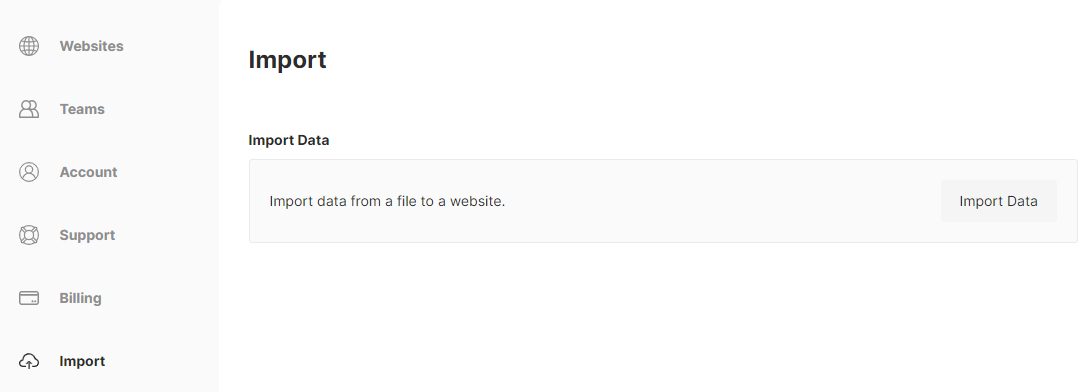 Websites
Teams
Account
Support
Billing
Import
Import
Import Data
Import data from a file to a website.
Import Data